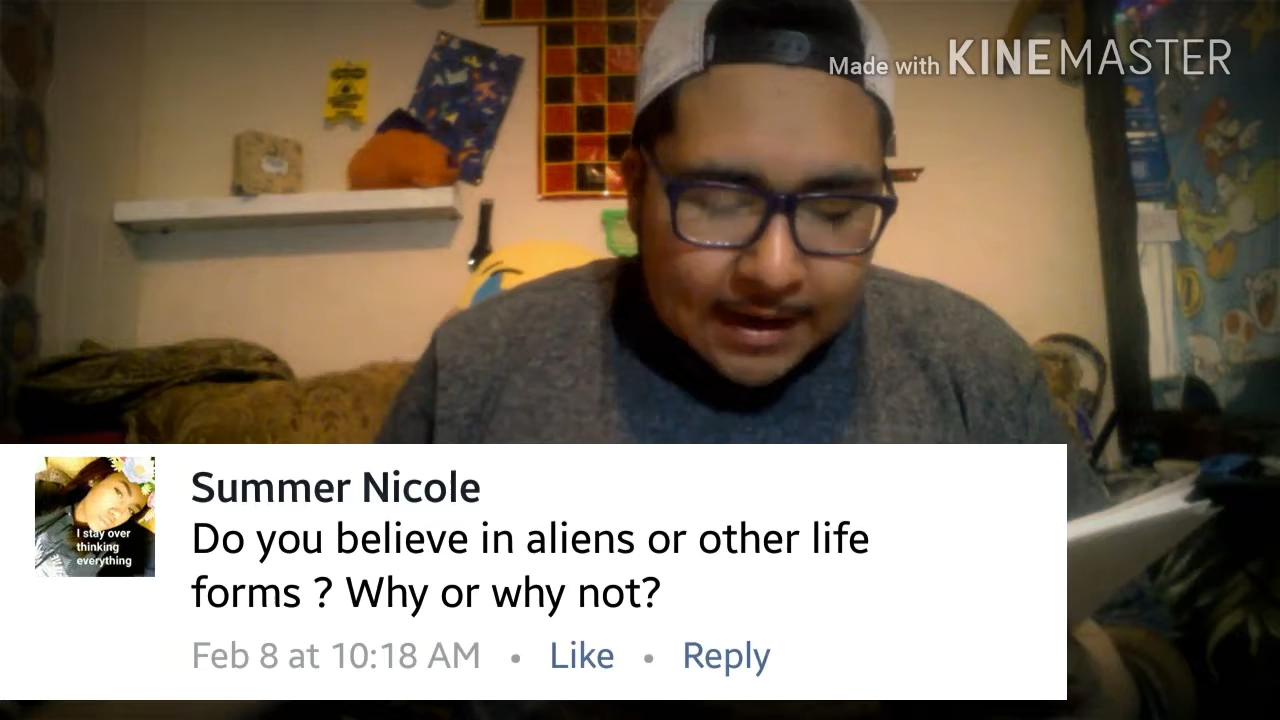 Made with KINEMASTER
Summer Nicole
Do you believe in aliens or other life
forms ? Why or why not?
Feb 8 at 10:18 AM • Like • Reply
I stay over
thinking
everything